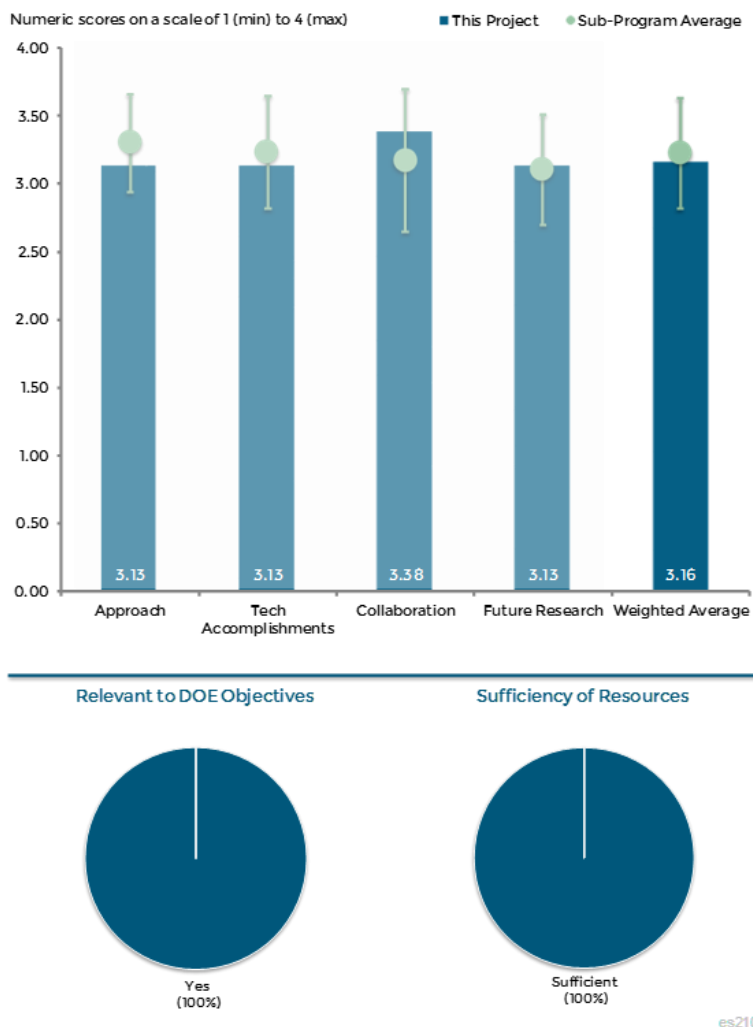 Numeric scores on a scale of 1 (min) to 4 (max)
This Project
Sub-Program Average
4.00
3.50
3.00
2.50
2.00
1.50
1.00
0.50
0.00
3.13
3.13
3.38
3.13
3.16
Approach
Tech
Accomplishments
Collaboration
Future Research
Weighted Average
Relevant to DOE Objectives
Sufficiency of Resources
Yes
(100%)
Sufficient
(100%)